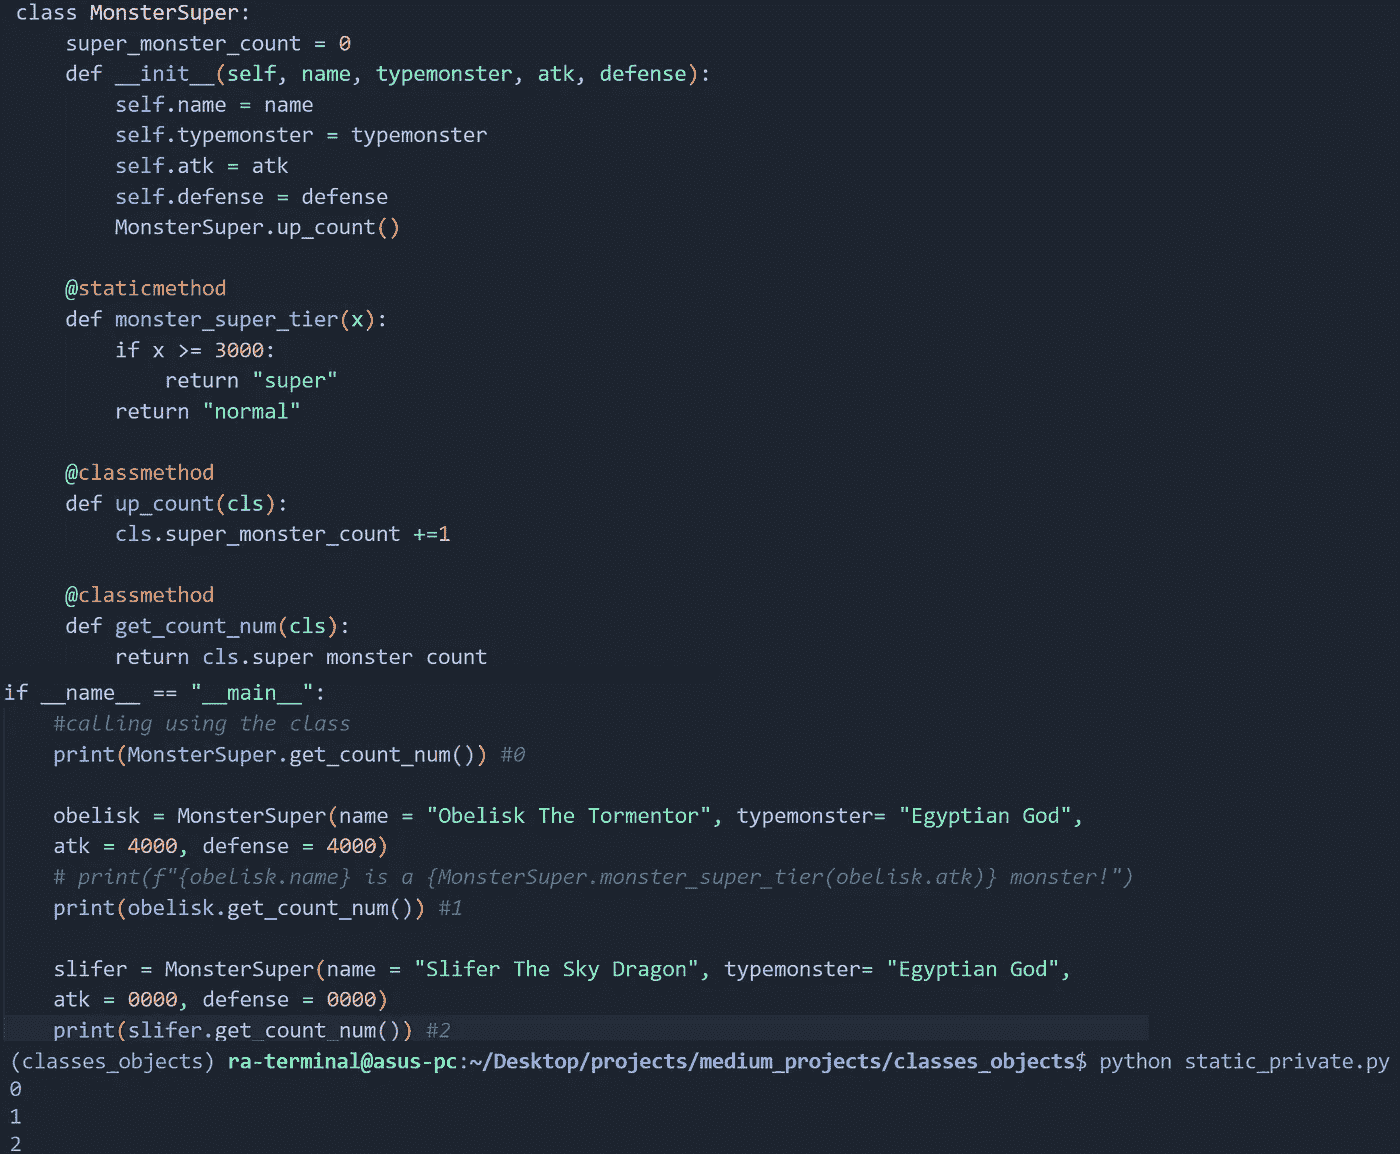 class MonsterSuper:
    super_monster_count = 0
    def __init__(self, name, typemonster, atk, defense):
        self.name = name
        self.typemonster = typemonster
        self.atk = atk
        self.defense = defense
        MonsterSuper.up_count()

    @staticmethod
    def monster_super_tier(x):
        if x >= 3000:
            return "super"
        return "normal"

    @classmethod
    def up_count(cls):
        cls.super_monster_count +=1

    @classmethod
    def get_count_num(cls):
        return cls.super monster count
if __name__ == "__main__":
    #calling using the class
    print(MonsterSuper.get_count_num()) #0

    obelisk = MonsterSuper(name = "Obelisk The Tormentor", typemonster= "Egyptian God",
    atk = 4000, defense = 4000)
    # print(f"{obelisk.name} is a {MonsterSuper.monster_super_tier(obelisk.atk)} monster!")
    print(obelisk.get_count_num()) #1

    slifer = MonsterSuper(name = "Slifer The Sky Dragon", typemonster= "Egyptian God",
    atk = 0000, defense = 0000)
    print(slifer.get_count_num()) #2
(classes_objects) ra-terminal@asus-pc:~/Desktop/projects/medium_projects/classes_objects$ python static_private.py
0
1
2